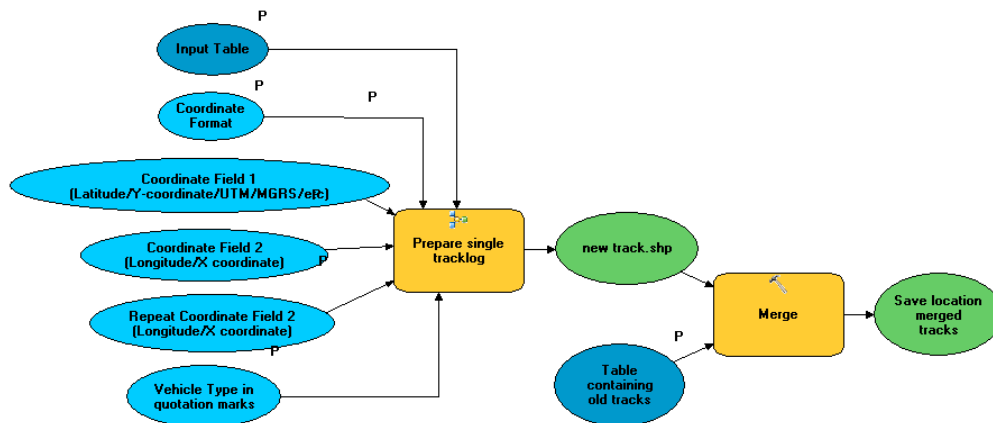 P
Input Table
P
P
Coordinate
Format
Coordinate Field 1
(Latitude/Y-coordinate/UTM/MGRS/etc)
P
Coordinate Field 2
(Longitude/X coordinate)
P
Repeat Coordinate Field 2
(Longitude/X coordinate)
P
Vehicle Type in
quotation marks
Prepare single
tracklog
new track.shp
P
Table
containing
old tracks
Merge
Save location
merged
tracks